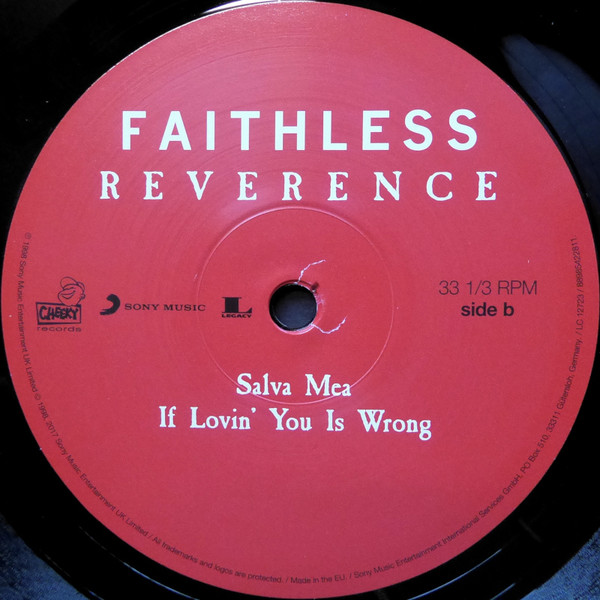 FAITHLESS
REVERENCE
CHEEKY
records
SONY MUSIC
L
LEGACY
33 1/3 RPM
side b
Salva Mea
If Lovin' You Is Wrong
℗ 1996 Sony Music Entertainment UK Limited © 1996, 2017 Sony Music Entertainment UK Limited / All trademarks and logos are protected. / Made in the EU. / Sony Music Entertainment International Services GmbH, PO Box 510, 33311 Gütersloh, Germany. / LC 12723 / 88985422811